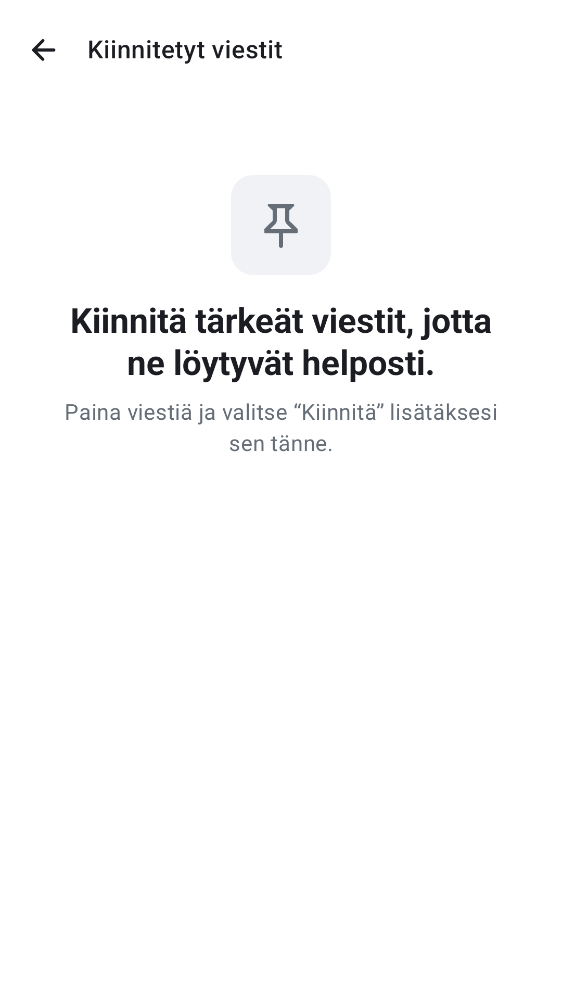 Kiinnitetyt viestit
Kiinnitä tärkeät viestit, jotta
ne löytyvät helposti.
Paina viestiä ja valitse “Kiinnitä” lisätäksesi
sen tänne.